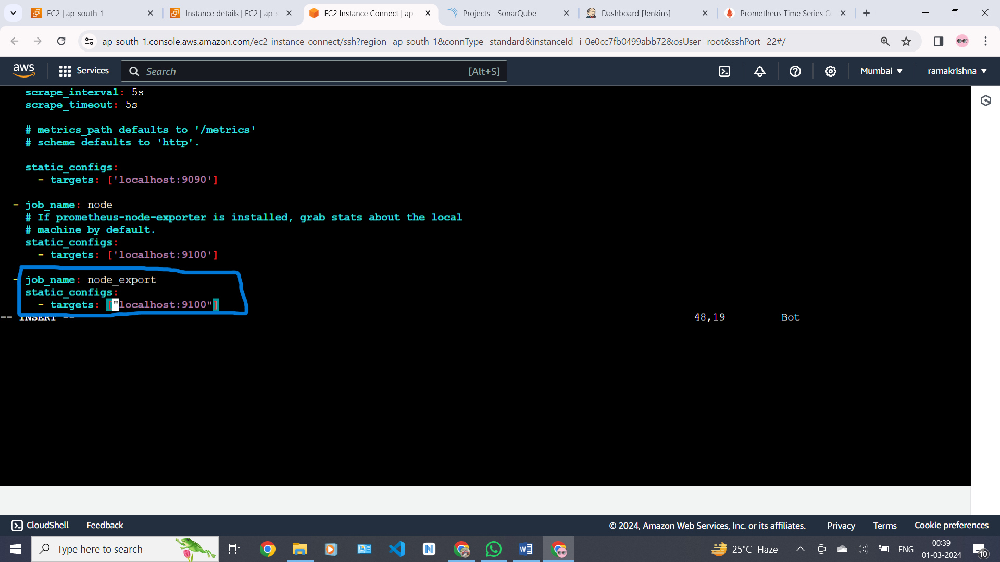 EC2 | ap-south-1
Instance details | EC2 | ap-s
EC2 Instance Connect | ap-
Projects - SonarQube
Dashboard [Jenkins]
Prometheus Time Series Co
ap-south-1.console.aws.amazon.com/ec2-instance-connect/ssh?region=ap-south-1&connType=standard&instanceId=i-0e0cc7fb0499abb72&osUser=root&sshPort=22#/
aws
Services
Search
[Alt+S]
Mumbai
ramakrishna
scrape_interval: 5s
scrape_timeout: 5s
# metrics_path defaults to '/metrics'
# scheme defaults to 'http'.
static_configs:
- targets: ['localhost:9090']
- job_name: node
# If prometheus-node-exporter is installed, grab stats about the local
# machine by default.
static_configs:
- targets: ['localhost:9100']
- job_name: node_export
static_configs:
- targets: ["localhost:9100"]
-- INSERT --
48,19
Bot
CloudShell
Feedback
© 2024, Amazon Web Services, Inc. or its affiliates.
Privacy
Terms
Cookie preferences
Type here to search
25°C Haze
ENG
00:39
01-03-2024
10